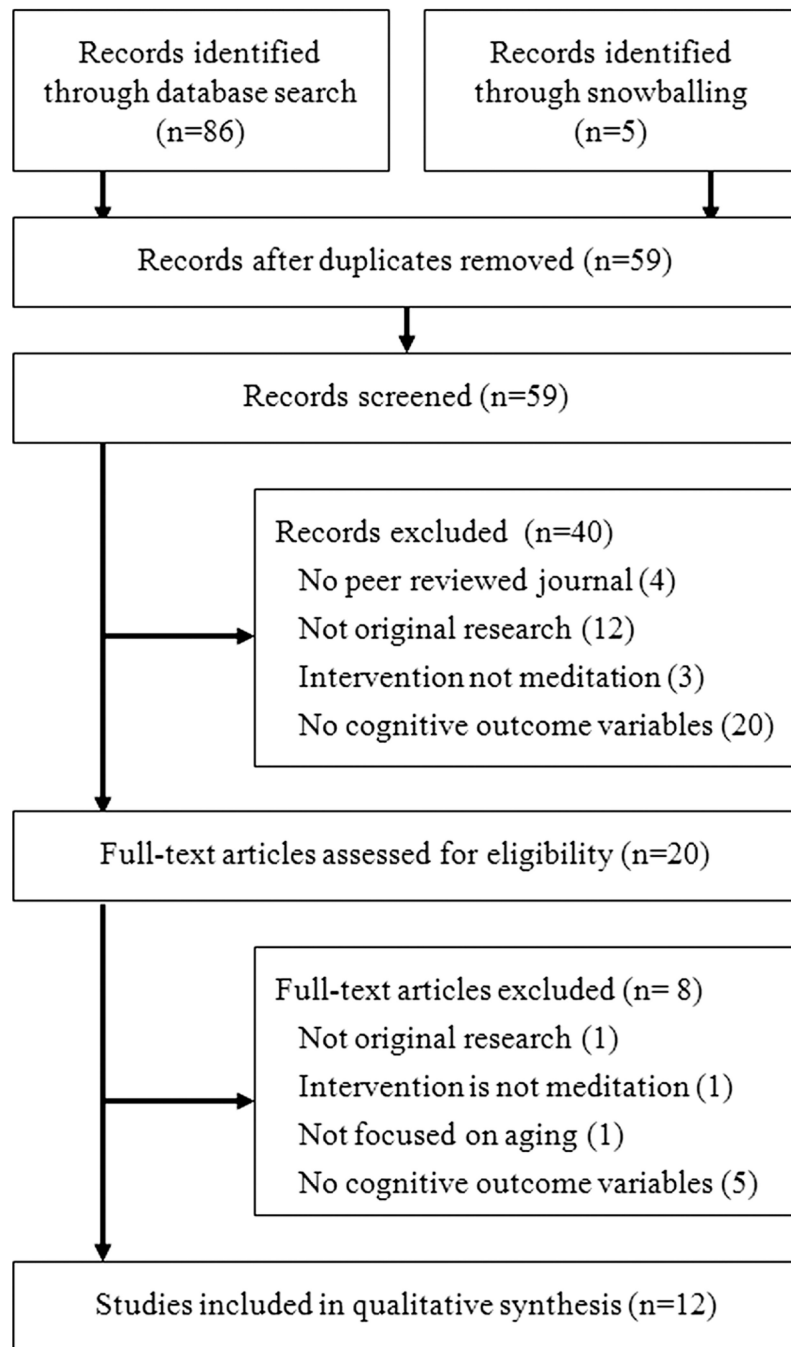 Records identified
through database search
(n=86)
Records identified
through snowballing
(n=5)
Records after duplicates removed (n=59)
Records screened (n=59)
Records excluded (n=40)
No peer reviewed journal (4)
Not original research (12)
Intervention not meditation (3)
No cognitive outcome variables (20)
Full-text articles assessed for eligibility (n=20)
Full-text articles excluded (n= 8)
Not original research (1)
Intervention is not meditation (1)
Not focused on aging (1)
No cognitive outcome variables (5)
Studies included in qualitative synthesis (n=12)